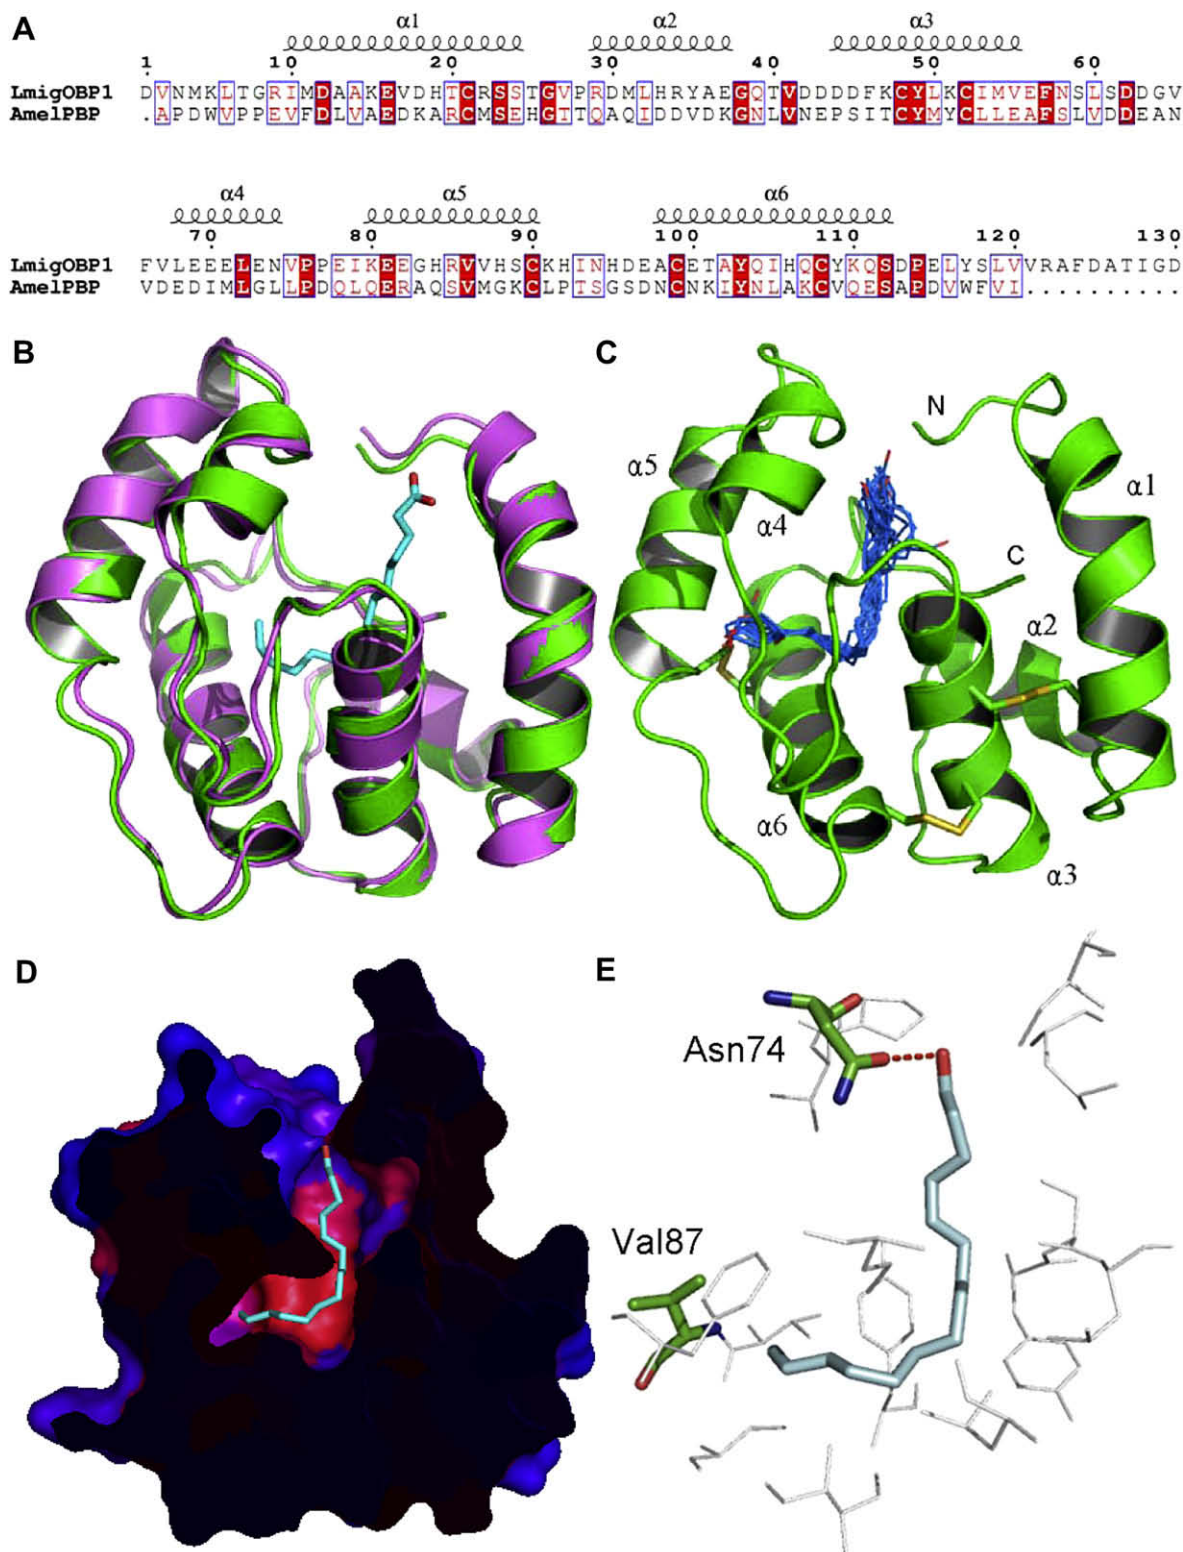 A
α1 α2 α3
1 10 20 30 40 50 60
LmigOBP1 DVNMKLTGRIMDAAKEVDHTCRSSTGVPRDMLHRYAEGQTVDDDDFKCYLKCIMVEFNSLSDDGV
AmelPBP .APDWVPPEVFDLVAEDKARCMSEHGTTQAQIDDVDKGNLVNEPSITCYMYCLLEAFSLVDDEAN
α4 α5 α6
70 80 90 100 110 120 130
LmigOBP1 FVLEEELENVPPEIKEEGHRVVHSCKHINHDEACETAYQIHQCYKQSDPELYSLVVRAFDATIGD
AmelPBP VDEDIMLGLLPDQLQERAQSVMGKCLPTSGSDNCNKIYNLAKCVQESAPDVWFVI..........
B
C
N
α5
α4
α1
C
α2
α6
α3
D
E
Asn74
Val87